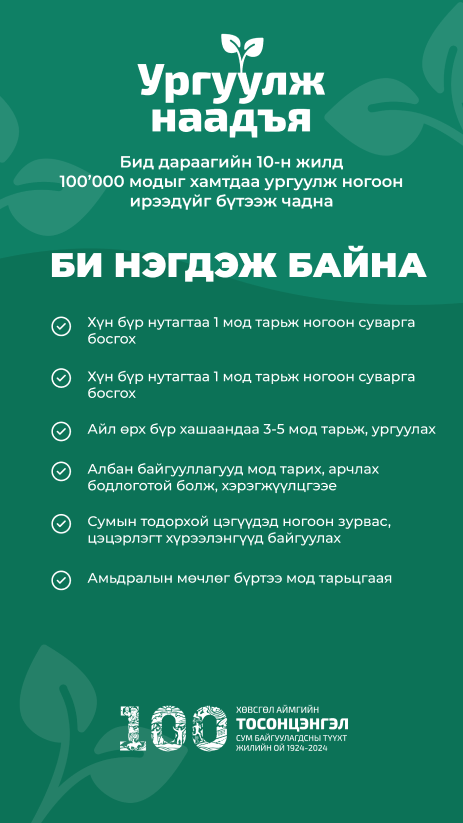 Ургуулж
наадъя
Бид дараагийн 10-н жилд
100’000 модыг хамтдаа ургуулж ногоон
ирээдүйг бүтээж чадна
БИ НЭГДЭЖ БАЙНА
Хүн бүр нутагтаа 1 мод тарьж ногоон суварга
босгох
Хүн бүр нутагтаа 1 мод тарьж ногоон суварга
босгох
Айл өрх бүр хашаандаа 3-5 мод тарьж, ургуулах
Албан байгууллагууд мод тарих, арчлах
бодлоготой болж, хэрэгжүүлцгээе
Сумын тодорхой цэгүүдэд ногоон зурвас,
цэцэрлэгт хүрээлэнгүүд байгуулах
Амьдралын мөчлөг бүртээ мод тарьцгаая
100
ХӨВСГӨЛ АЙМГИЙН
ТОСОНЦЭНГЭЛ
СУМ БАЙГУУЛАГДСНЫ ТҮҮХТ
ЖИЛИЙН ОЙ 1924-2024